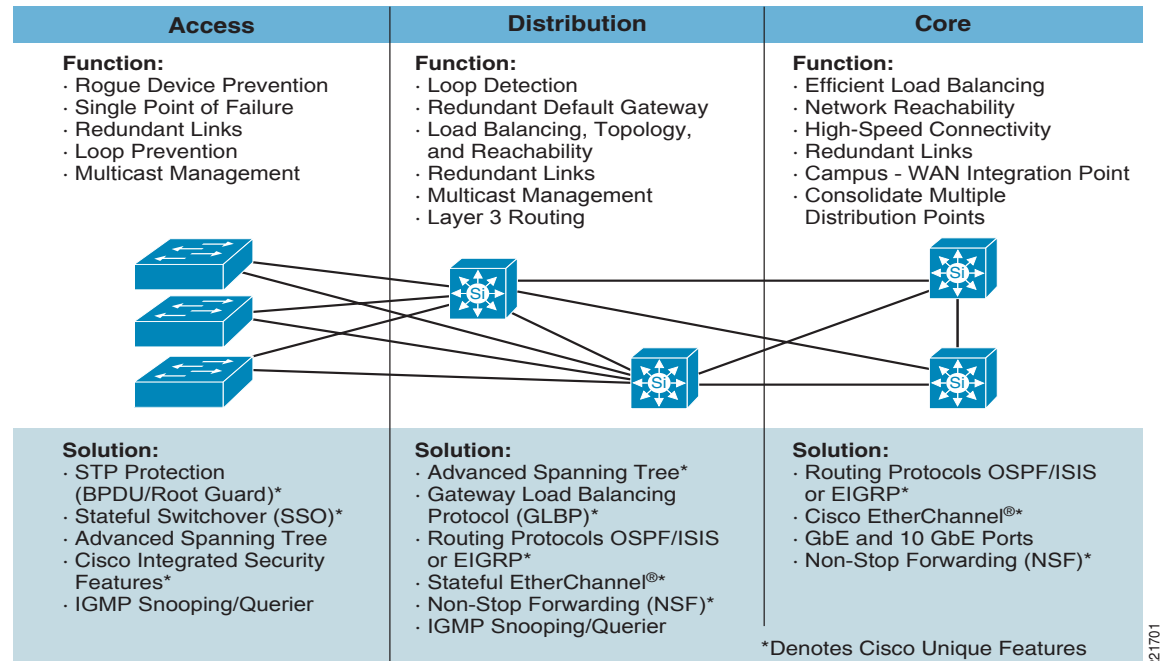 Access
Distribution
Core
Function:
· Rogue Device Prevention
· Single Point of Failure
· Redundant Links
· Loop Prevention
· Multicast Management
Function:
· Loop Detection
· Redundant Default Gateway
· Load Balancing, Topology,
and Reachability
· Redundant Links
· Multicast Management
· Layer 3 Routing
Function:
· Efficient Load Balancing
· Network Reachability
· High-Speed Connectivity
· Redundant Links
· Campus - WAN Integration Point
· Consolidate Multiple
Distribution Points
Si
Si
Si
Si
Solution:
· STP Protection
(BPDU/Root Guard)*
· Stateful Switchover (SSO)*
· Advanced Spanning Tree
· Cisco Integrated Security
Features*
· IGMP Snooping/Querier
Solution:
· Advanced Spanning Tree*
· Gateway Load Balancing
Protocol (GLBP)*
· Routing Protocols OSPF/ISIS
or EIGRP*
· Stateful EtherChannel®*
· Non-Stop Forwarding (NSF)*
· IGMP Snooping/Querier
Solution:
· Routing Protocols OSPF/ISIS
or EIGRP*
· Cisco EtherChannel®*
· GbE and 10 GbE Ports
· Non-Stop Forwarding (NSF)*
*Denotes Cisco Unique Features
21701